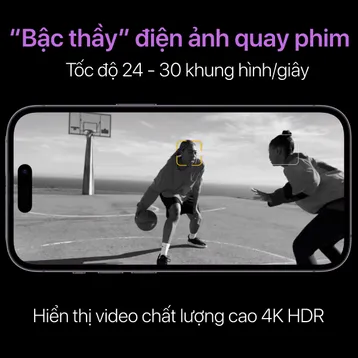 “Bậc thầy” điện ảnh quay phim
Tốc độ 24 - 30 khung hình/giây
Hiển thị video chất lượng cao 4K HDR